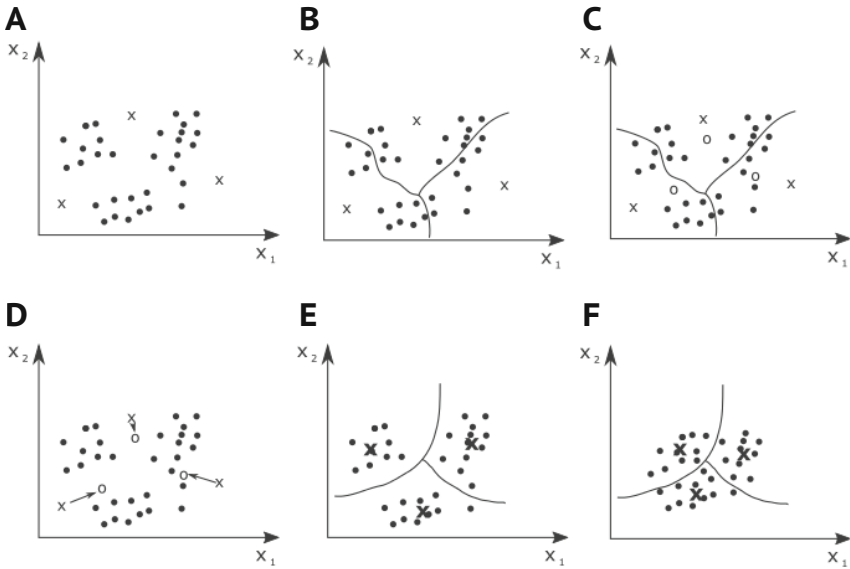 A B C
x₂ x₂ x₂
x₁ x₁ x₁
D E F
x₂ x₂ x₂
x₁ x₁ x₁